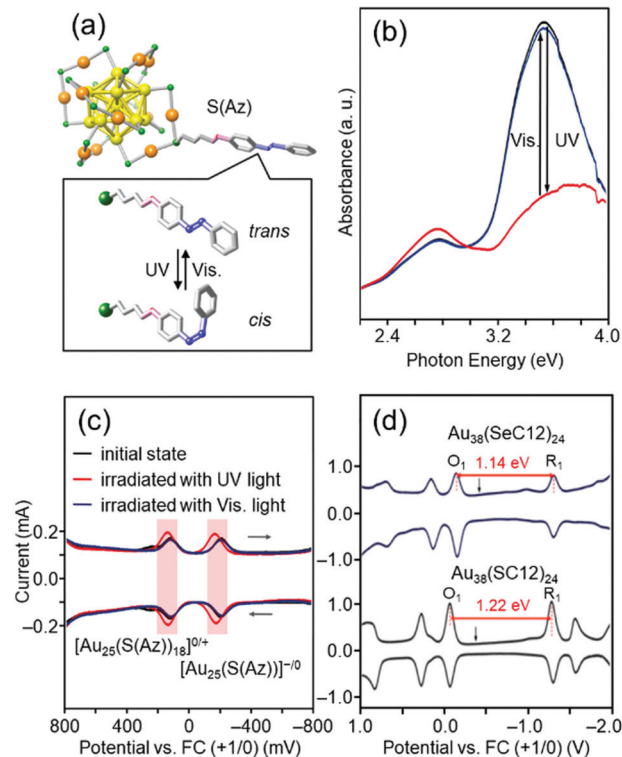 (a)
S(Az)
trans
UV
Vis.
cis
(b)
Absorbance (a. u.)
Vis.
UV
2.4
3.2
4.0
Photon Energy (eV)
(c)
initial state
irradiated with UV light
irradiated with Vis. light
Current (mA)
0.2
0.0
−0.2
[Au25(S(Az))18]0/+
[Au25(S(Az))]−/0
800
400
0
−400
−800
Potential vs. FC (+1/0) (mV)
(d)
Au38(SeC12)24
O1
R1
1.14 eV
1.0
0.0
0.0
−1.0
Au38(SC12)24
O1
R1
1.22 eV
1.0
0.0
0.0
−1.0
1.0
0.0
−1.0
−2.0
Potential vs. FC (+1/0) (V)